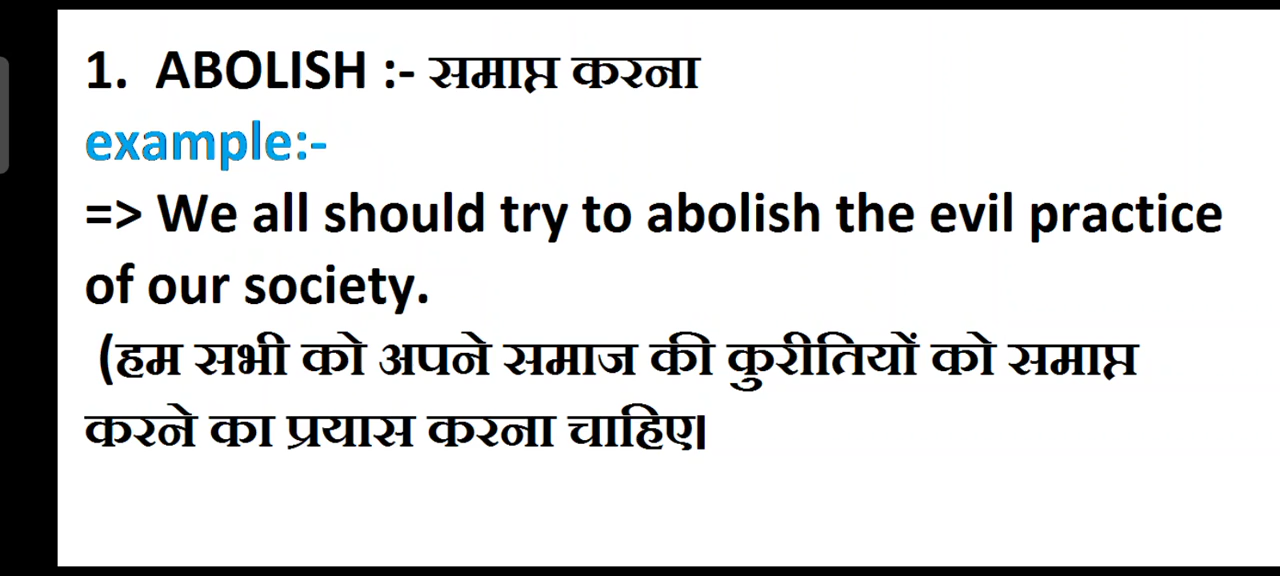 1. ABOLISH :- समाप्त करना
example:-
=> We all should try to abolish the evil practice
of our society.
(हम सभी को अपने समाज की कुरीतियों को समाप्त
करने का प्रयास करना चाहिए।